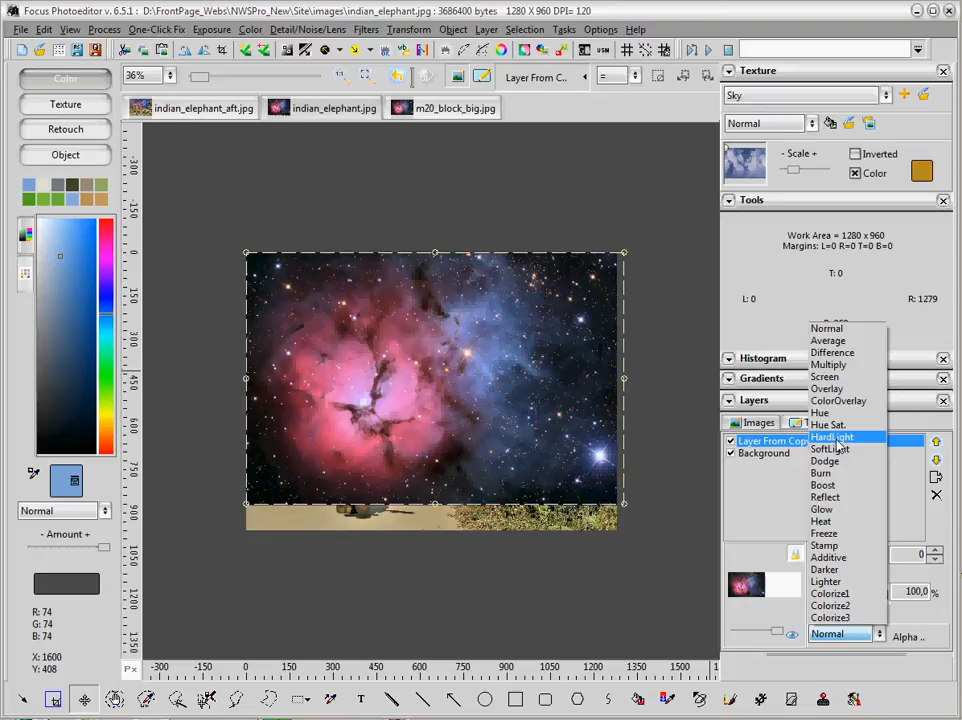 Focus Photoeditor v. 6.5.1 : D:\FrontPage_Webs\NWSPro_New\Site\images\indian_elephant.jpg : 3686400 bytes 1280 X 960 DPI= 120
File Edit View Process One-Click Fix Exposure Color Detail/Noise/Lens Filters Transform Object Layer Selection Tasks Options Help
Color
Texture
Retouch
Object
Normal
- Amount +
R: 74
G: 74
B: 74
X: 1600
Y: 408
36%
Layer From C..
=
indian_elephant_aft.jpg indian_elephant.jpg m20_block_big.jpg
-300
-150
0
150
300
450
600
750
900
1050
1200
1350
Px -300 -150 0 150 300 450 600 750 900 1050 1200 1350 1500
USM
Texture
Sky
Normal
- Scale +
Inverted
Color
Tools
Work Area = 1280 x 960
Margins: L=0 R=0 T=0 B=0
T: 0
L: 0 R: 1279
Histogram
Gradients
Layers
Images
Layer From Copy
Background
0
100,0 %
Normal
Average
Difference
Multiply
Screen
Overlay
ColorOverlay
Hue
Hue Sat.
HardLight
SoftLight
Dodge
Burn
Boost
Reflect
Glow
Heat
Freeze
Stamp
Additive
Darker
Lighter
Colorize1
Colorize2
Colorize3
Normal
Alpha ..
T